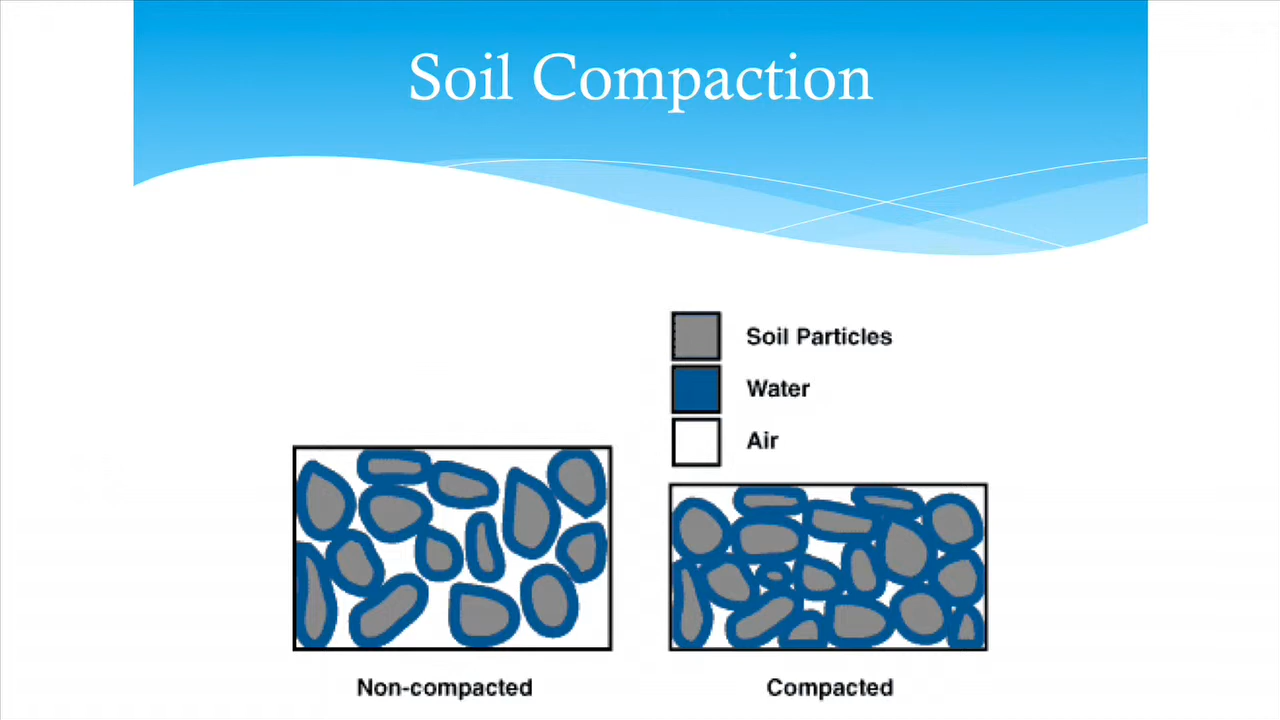 Soil Compaction
Soil Particles
Water
Air
Non-compacted
Compacted